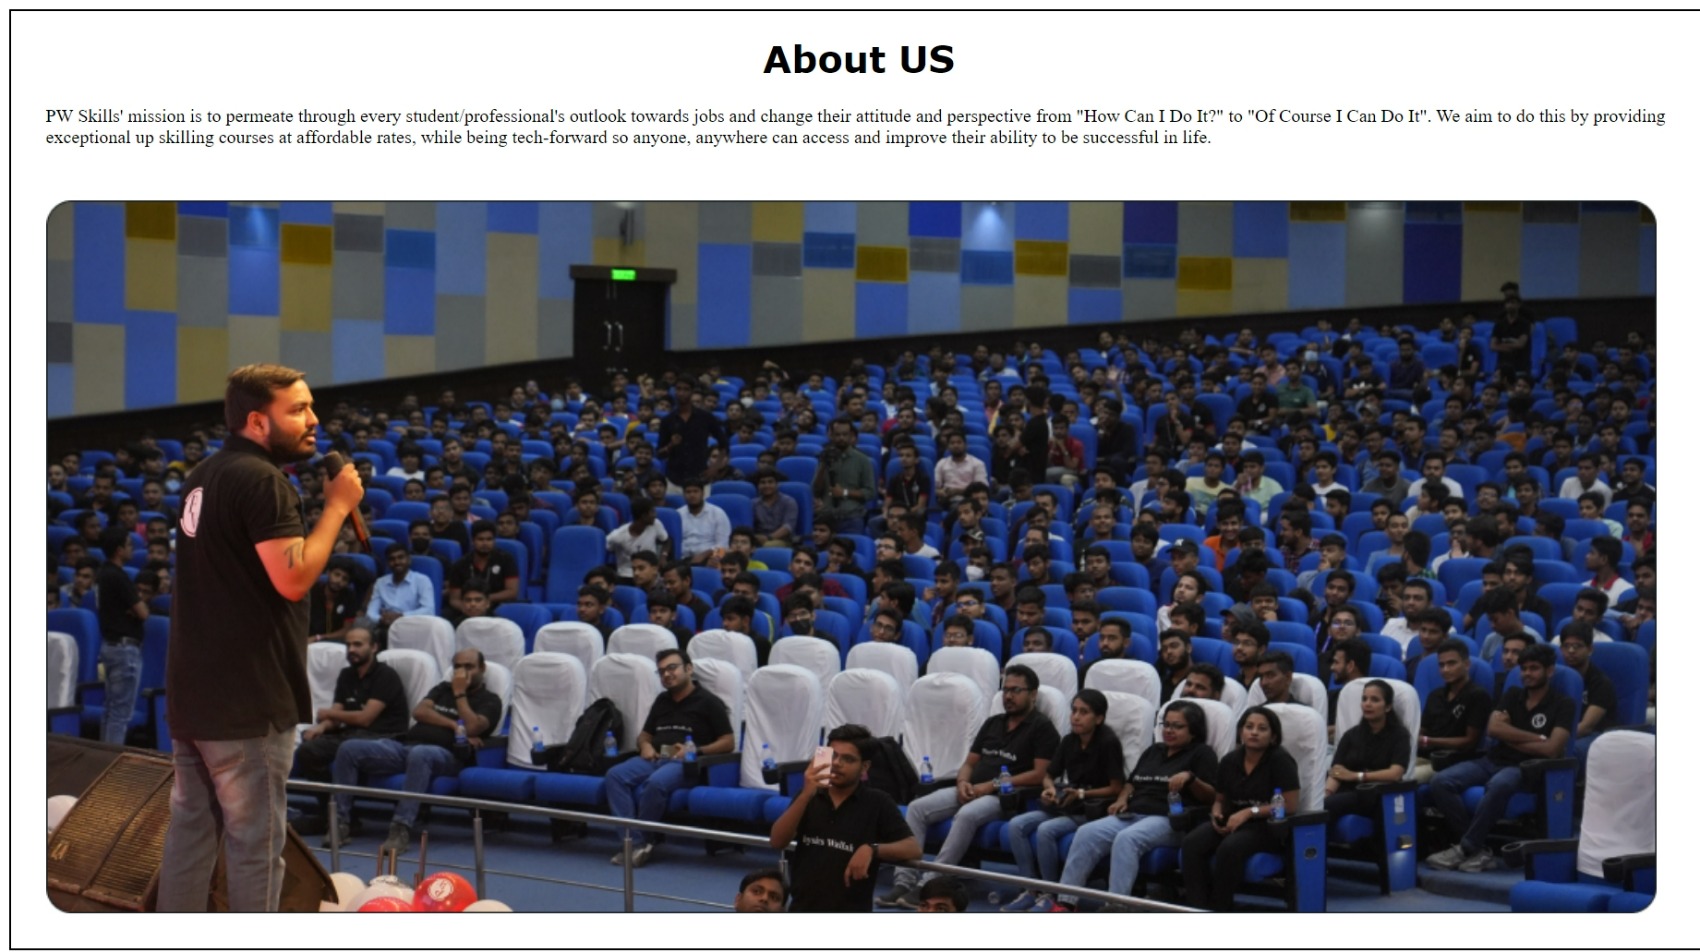 About US
PW Skills' mission is to permeate through every student/professional's outlook towards jobs and change their attitude and perspective from "How Can I Do It?" to "Of Course I Can Do It". We aim to do this by providing
exceptional up skilling courses at affordable rates, while being tech-forward so anyone, anywhere can access and improve their ability to be successful in life.